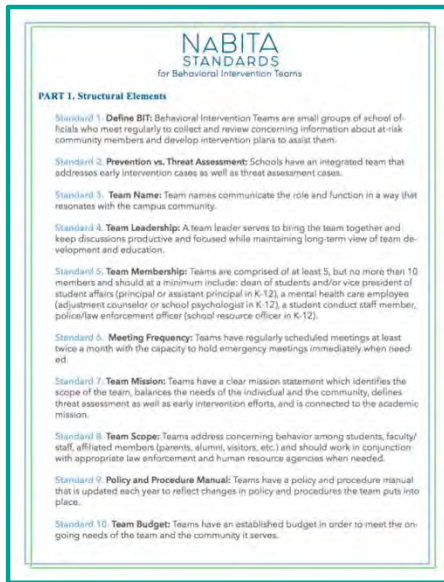 NABITA
STANDARDS
for Behavioral Intervention Teams
PART 1. Structural Elements
Standard 1. Define BIT: Behavioral Intervention Teams are small groups of school of-
ficials who meet regularly to collect and review concerning information about at-risk
community members and develop intervention plans to assist them.
Standard 2. Prevention vs. Threat Assessment: Schools have an integrated team that
addresses early intervention cases as well as threat assessment cases.
Standard 3. Team Name: Team names communicate the role and function in a way that
resonates with the campus community.
Standard 4. Team Leadership: A team leader serves to bring the team together and
keep discussions productive and focused while maintaining long-term view of team de-
velopment and education.
Standard 5. Team Membership: Teams are comprised of at least 5, but no more than 10
members and should at a minimum include: dean of students and/or vice president of
student affairs (principal or assistant principal in K-12), a mental health care employee
(adjustment counselor or school psychologist in K-12), a student conduct staff member,
police/law enforcement officer (school resource officer in K-12).
Standard 6. Meeting Frequency: Teams have regularly scheduled meetings at least
twice a month with the capacity to hold emergency meetings immediately when need-
ed.
Standard 7. Team Mission: Teams have a clear mission statement which identifies the
scope of the team, balances the needs of the individual and the community, defines
threat assessment as well as early intervention efforts, and is connected to the academic
mission.
Standard 8. Team Scope: Teams address concerning behavior among students, faculty/
staff, affiliated members (parents, alumni, visitors, etc.) and should work in conjunction
with appropriate law enforcement and human resource agencies when needed.
Standard 9. Policy and Procedure Manual: Teams have a policy and procedure manual
that is updated each year to reflect changes in policy and procedures the team puts into
place.
Standard 10. Team Budget: Teams have an established budget in order to meet the on-
going needs of the team and the community it serves.